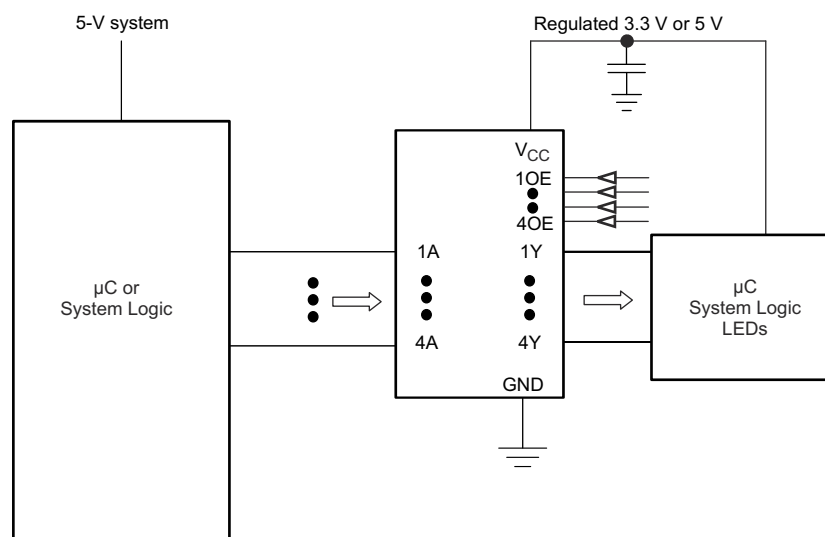 5-V system
Regulated 3.3 V or 5 V
VCC
1OE
4OE
1A
1Y
µC or
System Logic
µC
System Logic
LEDs
4A
4Y
GND